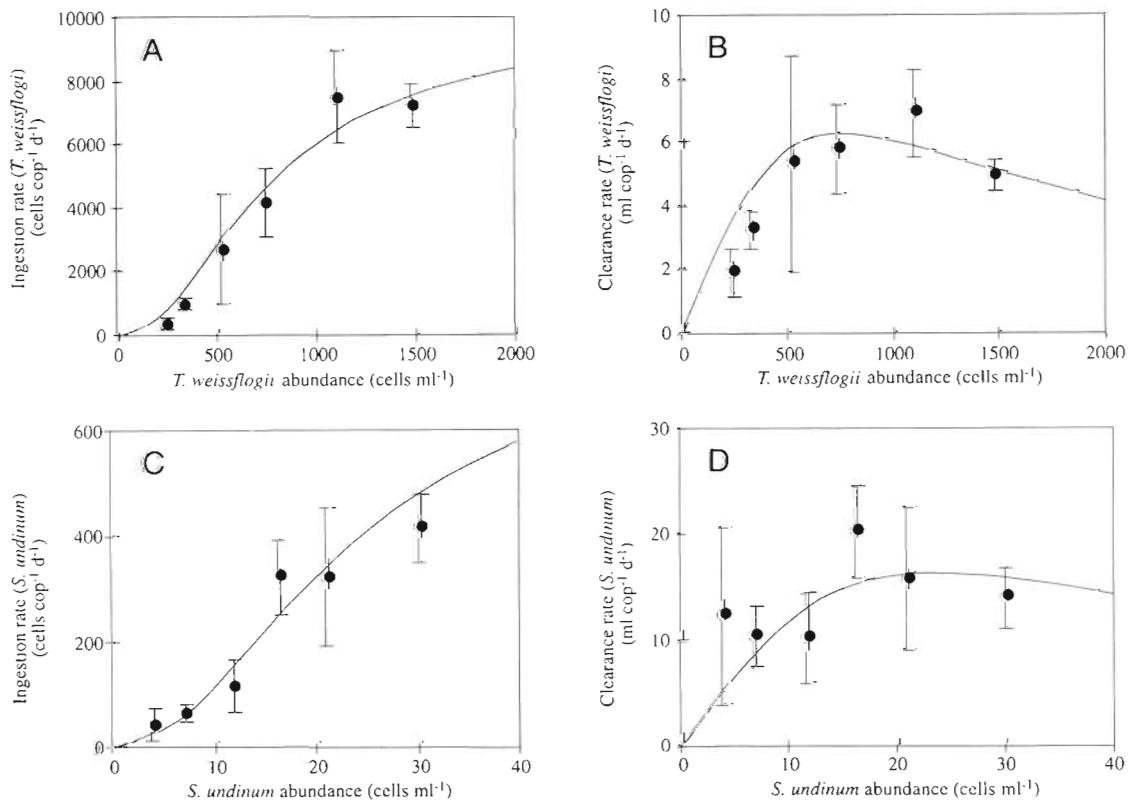 A
Ingestion rate (T. weissflogi)
(cells cop-1 d-1)
10000
8000
6000
4000
2000
0
0 500 1000 1500 2000
T. weissflogii abundance (cells ml-1)
B
Clearance rate (T. weissflogi)
(ml cop-1 d-1)
10
8
6
4
2
0
0 500 1000 1500 2000
T. weissflogii abundance (cells ml-1)
C
Ingestion rate (S. undinum)
(cells cop-1 d-1)
600
400
200
0
0 10 20 30 40
S. undinum abundance (cells ml-1)
D
Clearance rate (S. undinum)
(ml cop-1 d-1)
30
20
10
0
0 10 20 30 40
S. undinum abundance (cells ml-1)